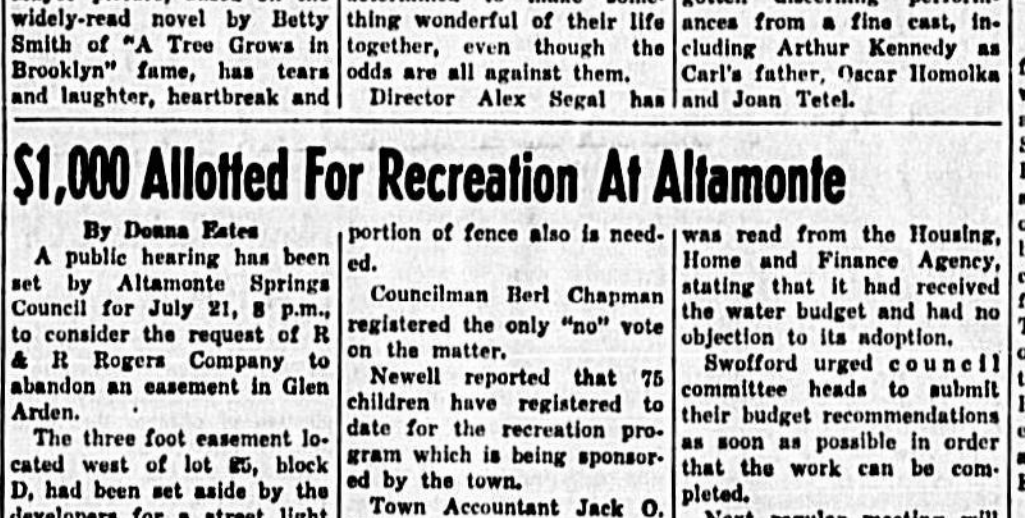 widely-read novel by Betty
Smith of "A Tree Grows in
Brooklyn" fame, has tears
and laughter, heartbreak and
thing wonderful of their life
together, even though the
odds are all against them.
Director Alex Segal has
ances from a fine cast, in-
cluding Arthur Kennedy as
Carl's father, Oscar Homolka
and Joan Tetel.
$1,000 Allotted For Recreation At Altamonte
By Donna Estes
A public hearing has been
set by Altamonte Springs
Council for July 21, 8 p.m.,
to consider the request of R
& R Rogers Company to
abandon an easement in Glen
Arden.
The three foot easement lo-
cated west of lot 25, block
D, had been set aside by the
developers for a street light
portion of fence also is need-
ed.
Councilman Berl Chapman
registered the only "no" vote
on the matter.
Newell reported that 75
children have registered to
date for the recreation pro-
gram which is being sponsor-
ed by the town.
Town Accountant Jack O.
was read from the Housing,
Home and Finance Agency,
stating that it had received
the water budget and had no
objection to its adoption.
Swofford urged council
committee heads to submit
their budget recommendations
as soon as possible in order
that the work can be com-
pleted.
Next regular meeting will